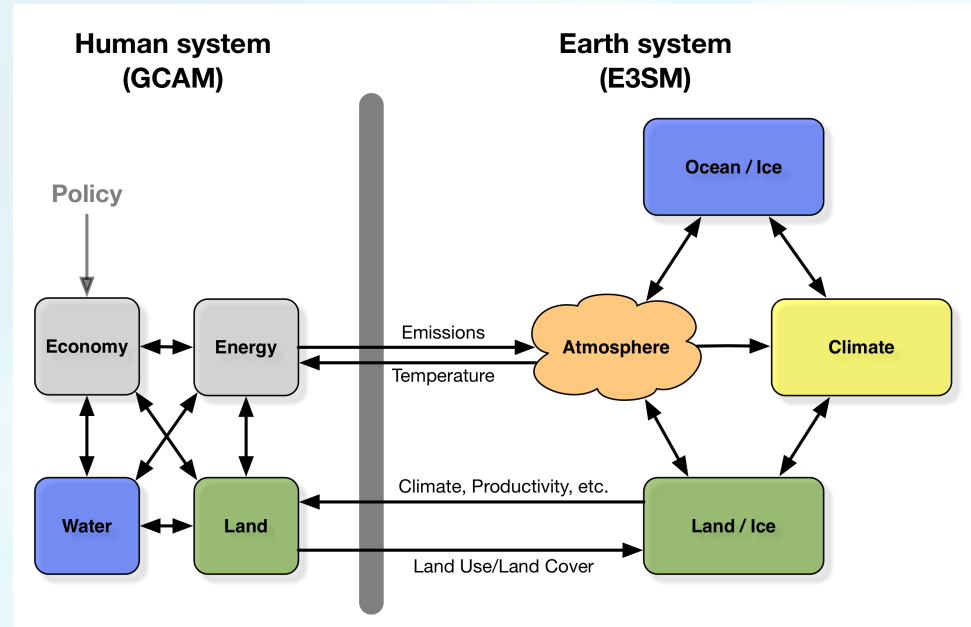 Human system
(GCAM)
Earth system
(E3SM)
Ocean / Ice
Policy
Economy
Energy
Emissions
Temperature
Atmosphere
Climate
Climate, Productivity, etc.
Water
Land
Land / Ice
Land Use/Land Cover